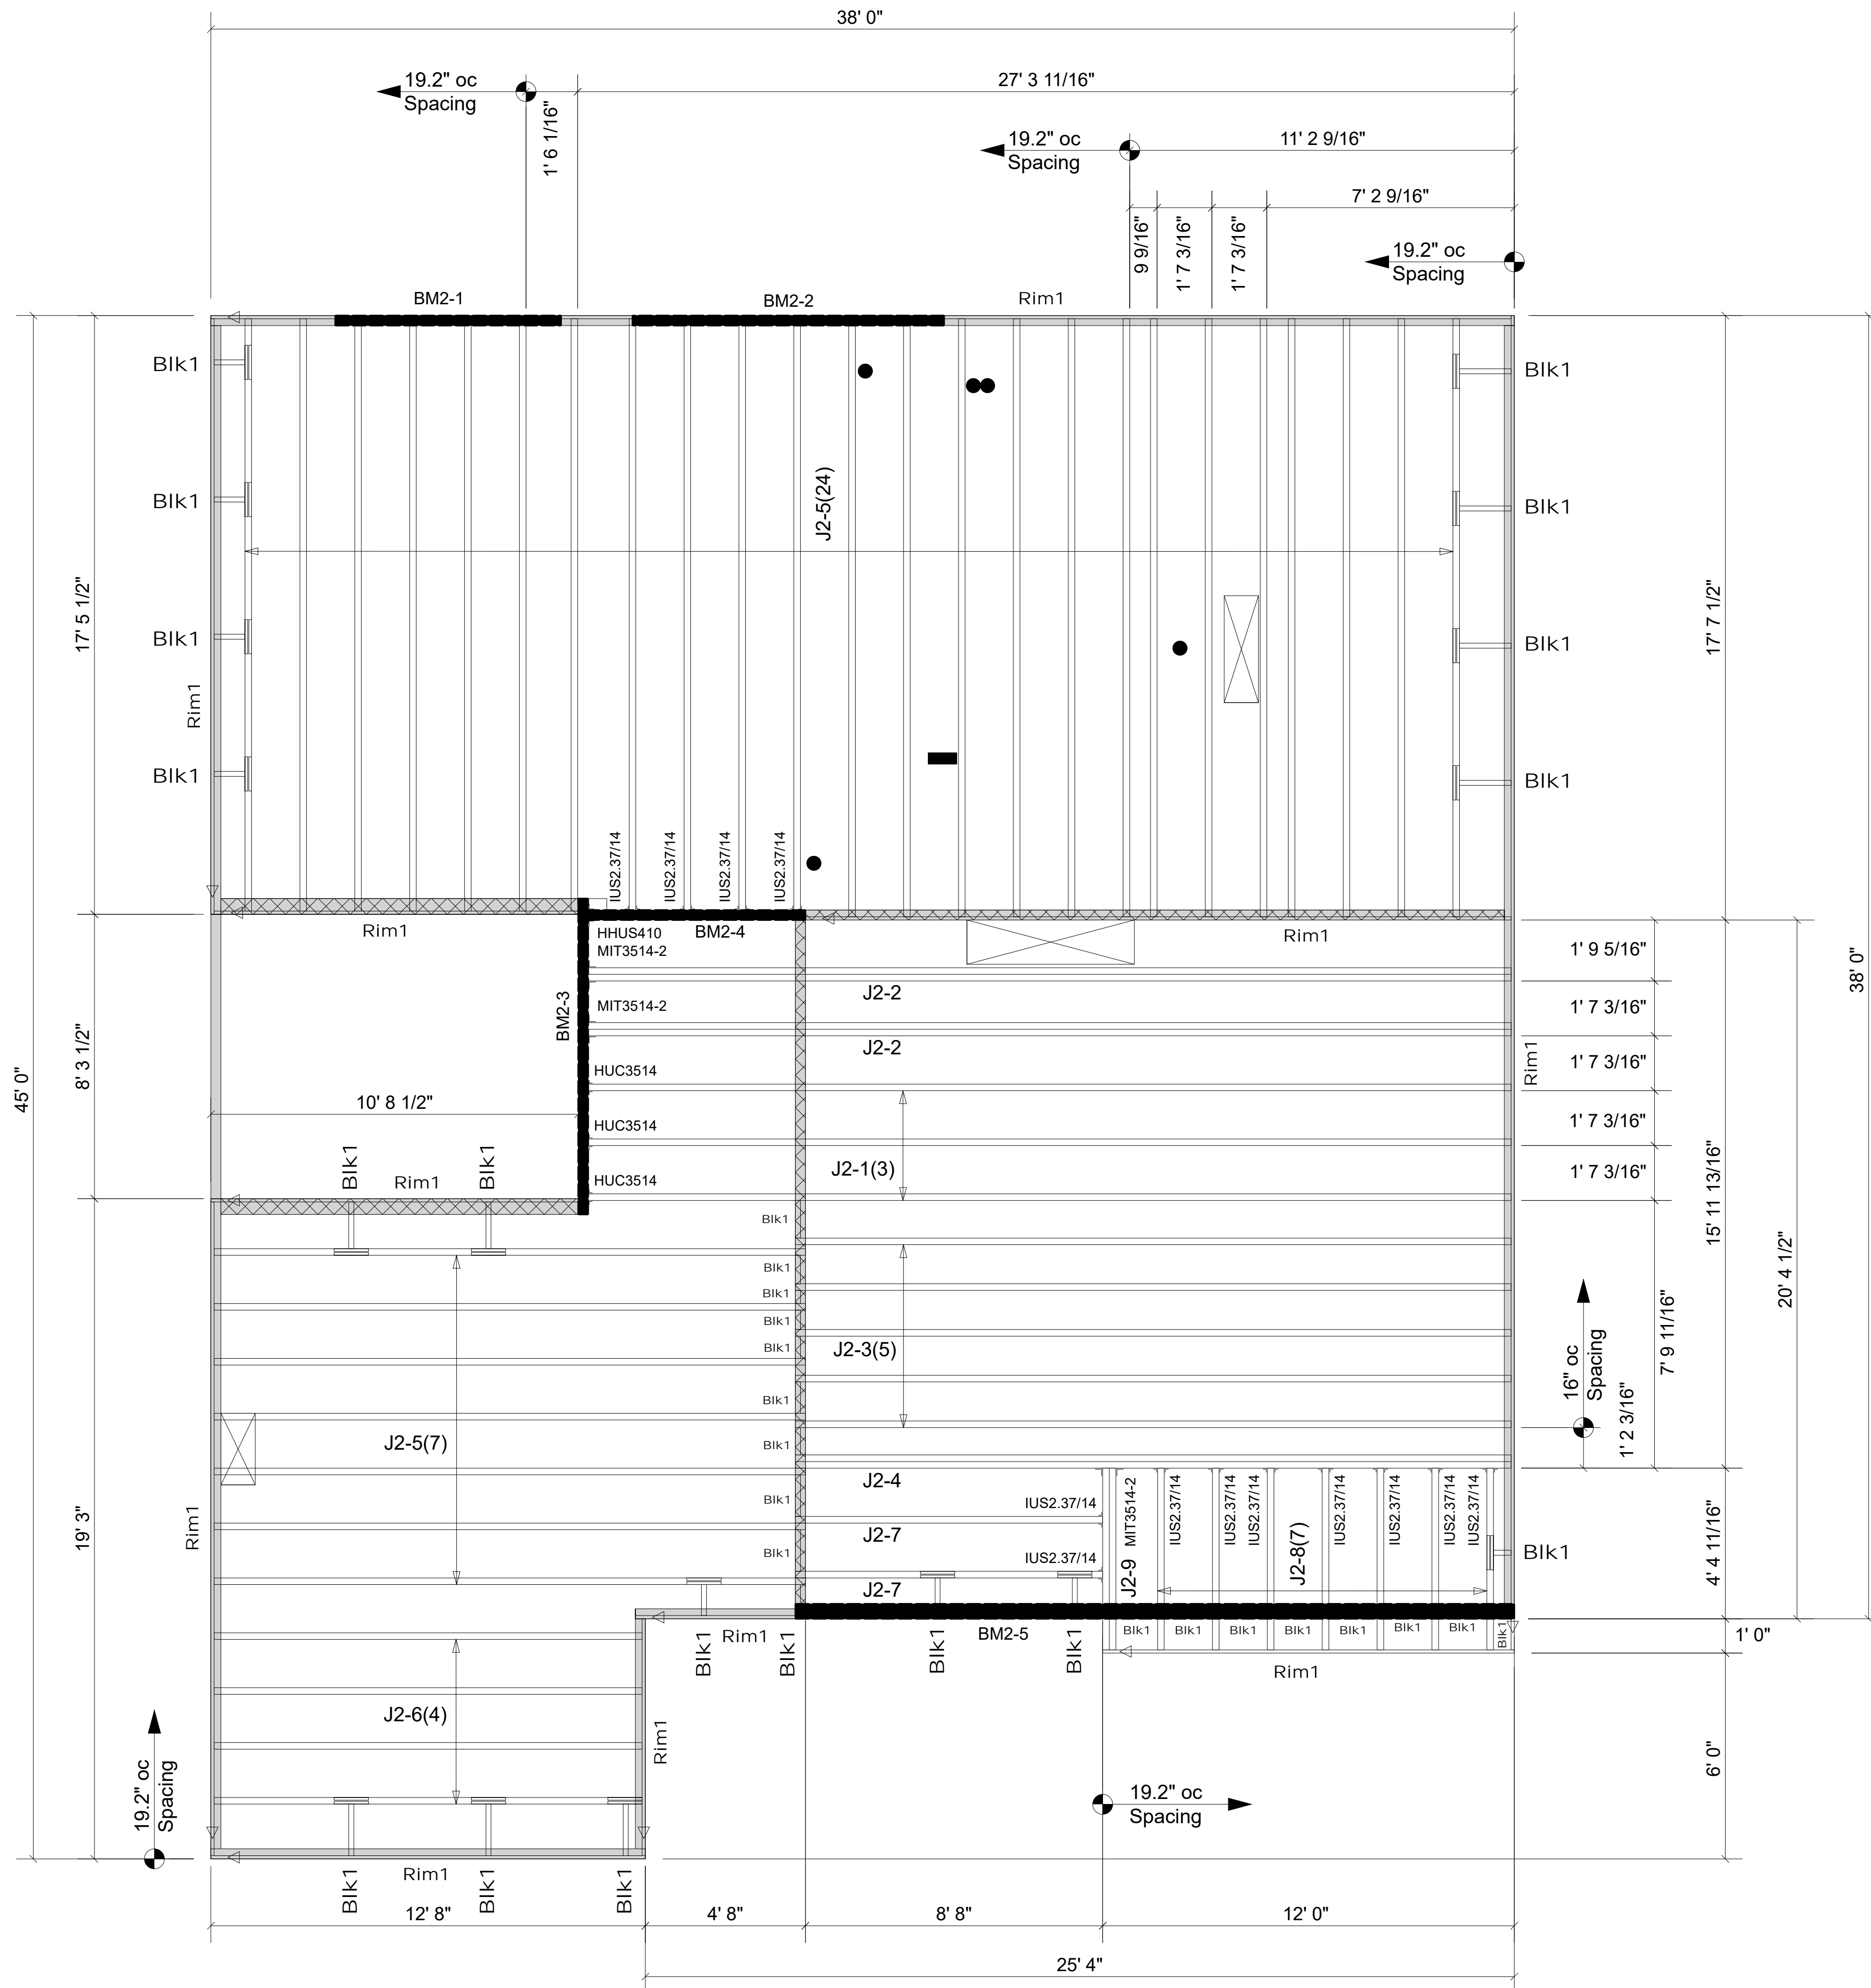 38' 0"
19.2" oc
Spacing
1' 6 1/16"
27' 3 11/16"
19.2" oc
Spacing
11' 2 9/16"
7' 2 9/16"
9 9/16"
1' 7 3/16"
1' 7 3/16"
19.2" oc
Spacing
BM2-1
BM2-2
Rim1
Blk1
Blk1
Blk1
Blk1
Blk1
Blk1
Blk1
Blk1
J2-5(24)
17' 5 1/2"
17' 7 1/2"
Rim1
IUS2.37/14
IUS2.37/14
IUS2.37/14
IUS2.37/14
Rim1
HHUS410
MIT3514-2
BM2-4
Rim1
1' 9 5/16"
J2-2
BM2-3
MIT3514-2
1' 7 3/16"
J2-2
38' 0"
45' 0"
8' 3 1/2"
HUC3514
Rim1
1' 7 3/16"
10' 8 1/2"
HUC3514
1' 7 3/16"
Blk1
Blk1
Rim1
HUC3514
J2-1(3)
1' 7 3/16"
15' 11 13/16"
Blk1
Blk1
Blk1
Blk1
Blk1
20' 4 1/2"
J2-3(5)
16" oc
Spacing
7' 9 11/16"
1' 2 3/16"
Blk1
J2-5(7)
Blk1
J2-4
Blk1
IUS2.37/14
MIT3514-2
IUS2.37/14
IUS2.37/14
IUS2.37/14
IUS2.37/14
IUS2.37/14
IUS2.37/14
IUS2.37/14
Rim1
19' 3"
J2-7
Blk1
IUS2.37/14
J2-9
J2-8(7)
Blk1
4' 4 11/16"
J2-7
Rim1
Blk1
Blk1
Blk1
BM2-5
Blk1
Blk1
Blk1
Blk1
Blk1
Blk1
Blk1
Blk1
Blk1
1' 0"
Rim1
J2-6(4)
Rim1
6' 0"
19.2" oc
Spacing
19.2" oc
Spacing
Rim1
Blk1
Blk1
Blk1
12' 8"
4' 8"
8' 8"
12' 0"
25' 4"